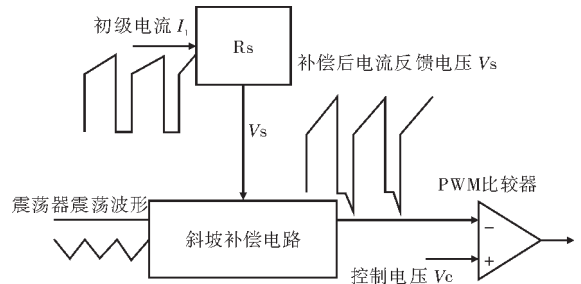 初级电流 I₁
Rs
补偿后电流反馈电压 Vs
Vs
PWM比较器
震荡器震荡波形
斜坡补偿电路
−
+
控制电压 Vc